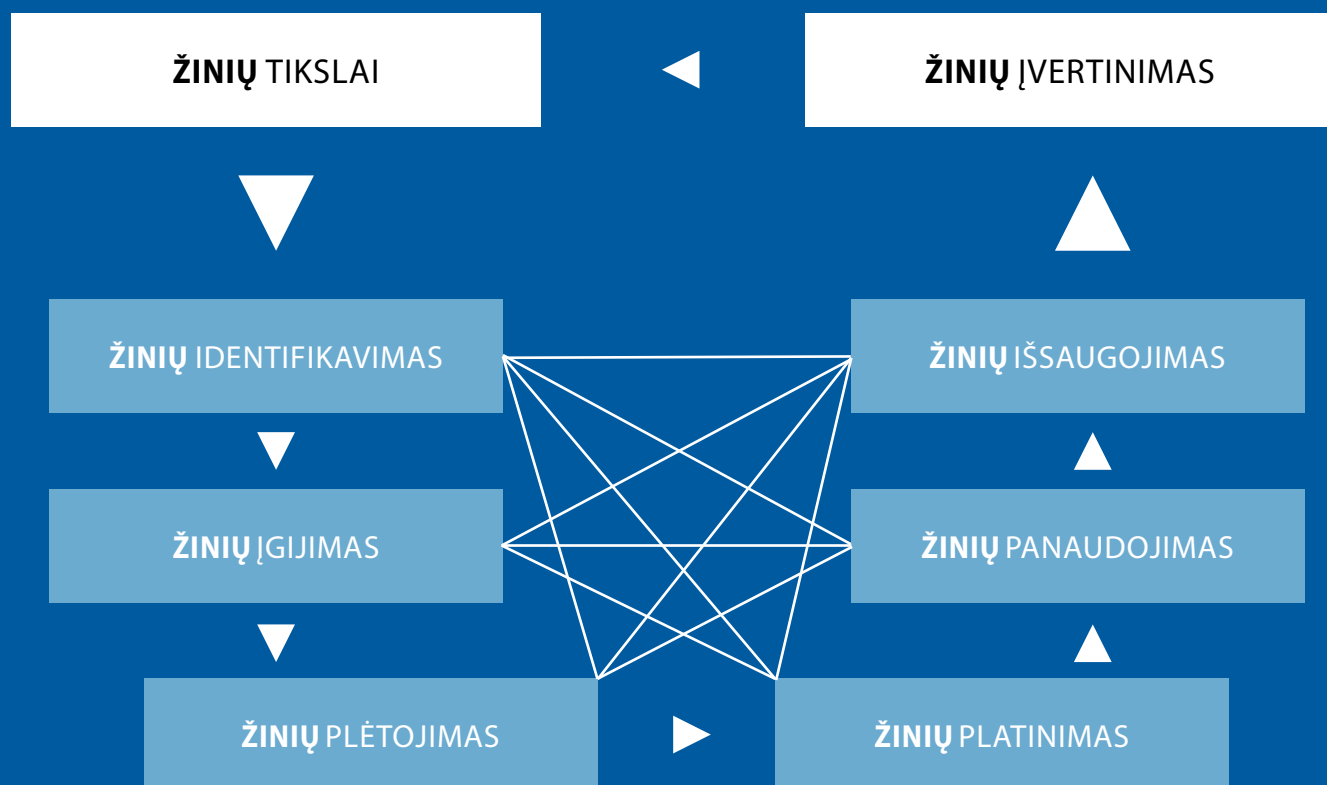 ŽINIŲ TIKSLAI
ŽINIŲ ĮVERTINIMAS
ŽINIŲ IDENTIFIKAVIMAS
ŽINIŲ IŠSAUGOJIMAS
ŽINIŲ ĮGIJIMAS
ŽINIŲ PANAUDOJIMAS
ŽINIŲ PLĖTOJIMAS
ŽINIŲ PLATINIMAS